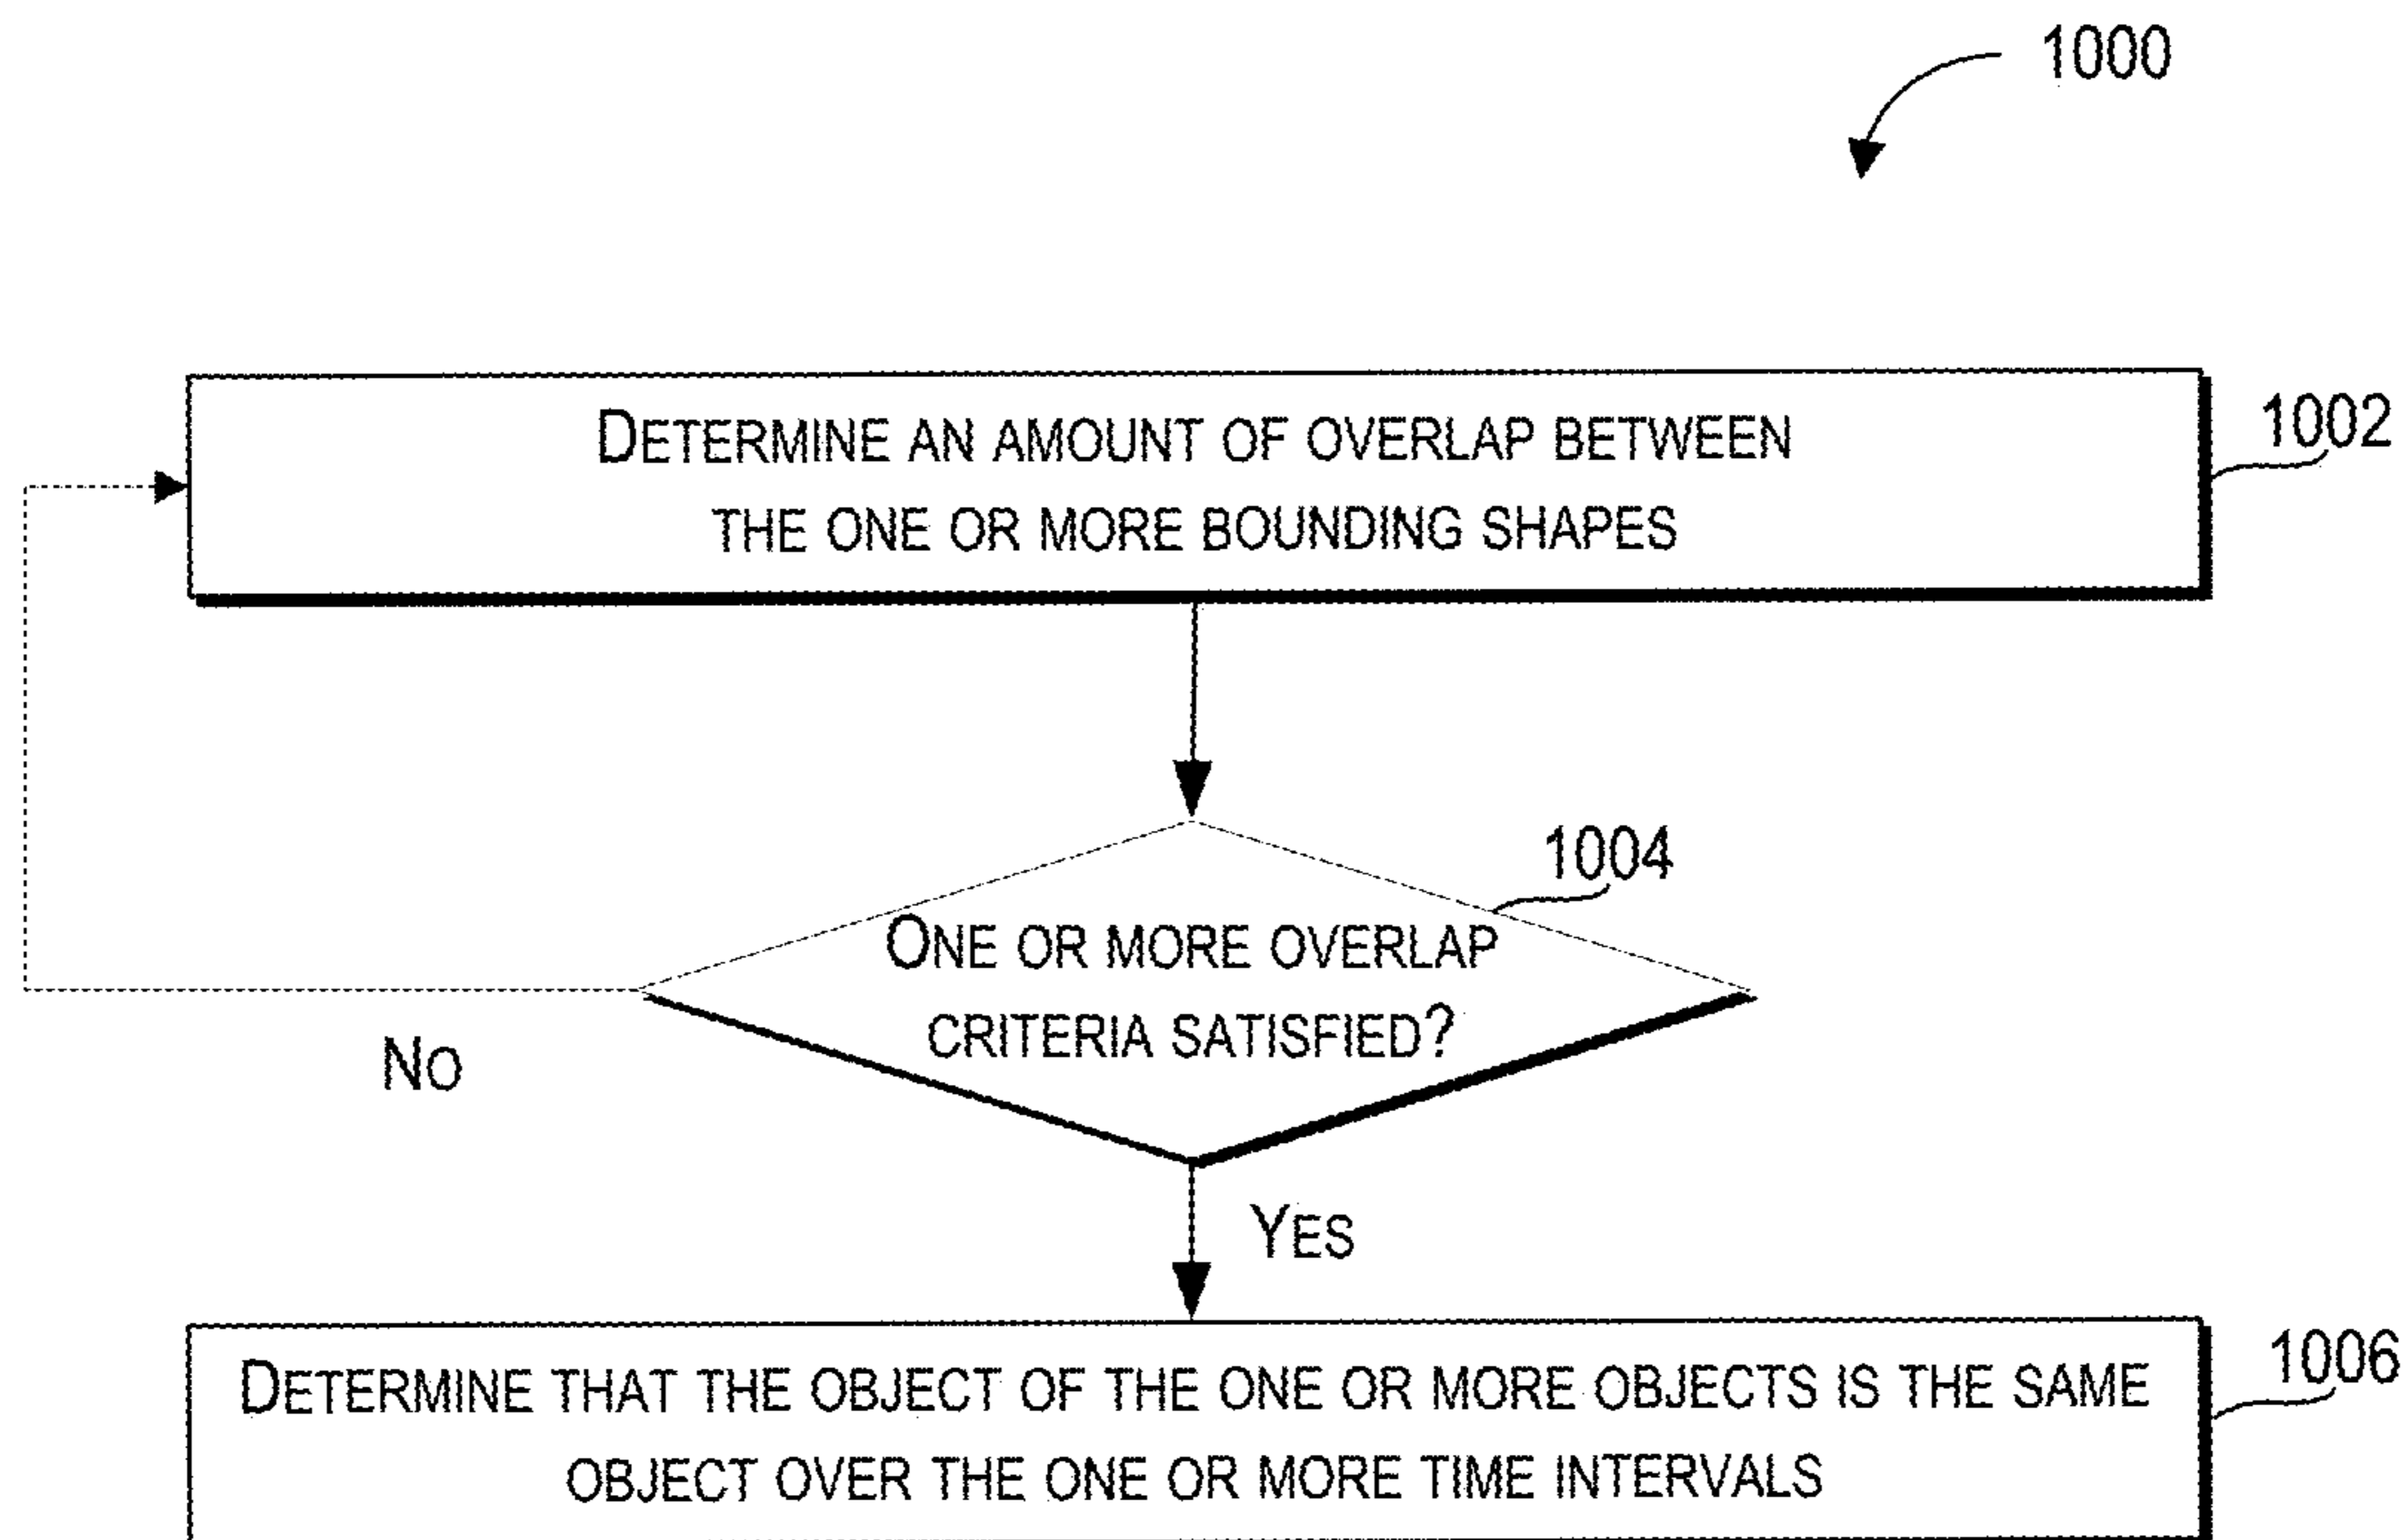 1000
DETERMINE AN AMOUNT OF OVERLAP BETWEEN
THE ONE OR MORE BOUNDING SHAPES
1002
1004
ONE OR MORE OVERLAP
CRITERIA SATISFIED?
NO
YES
DETERMINE THAT THE OBJECT OF THE ONE OR MORE OBJECTS IS THE SAME
OBJECT OVER THE ONE OR MORE TIME INTERVALS
1006